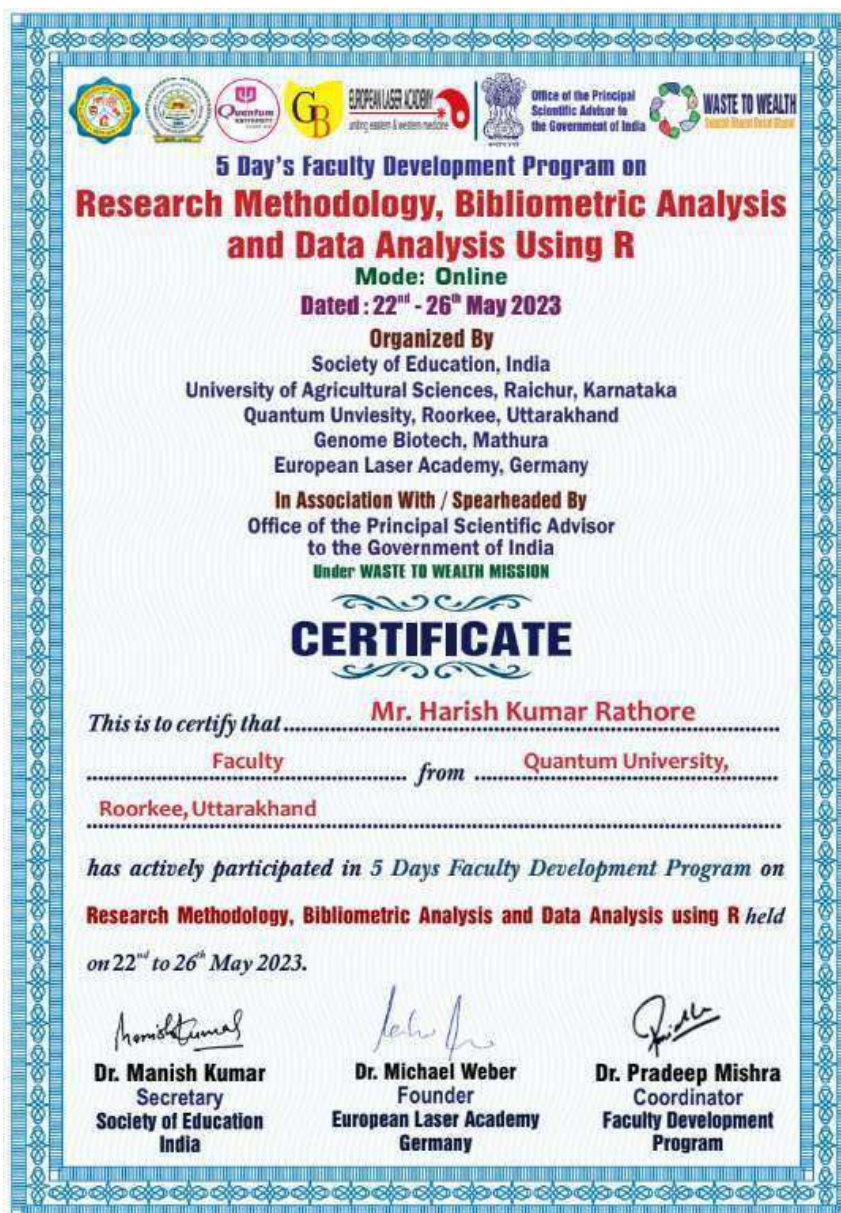 Quantum
UNIVERSITY
GB
EUROPEAN LASER ACADEMY
uniting eastern & western medicine
Office of the Principal
Scientific Advisor to
the Government of India
WASTE TO WEALTH
5 Day's Faculty Development Program on
Research Methodology, Bibliometric Analysis
and Data Analysis Using R
Mode: Online
Dated : 22nd - 26th May 2023
Organized By
Society of Education, India
University of Agricultural Sciences, Raichur, Karnataka
Quantum Unviesity, Roorkee, Uttarakhand
Genome Biotech, Mathura
European Laser Academy, Germany
In Association With / Spearheaded By
Office of the Principal Scientific Advisor
to the Government of India
Under WASTE TO WEALTH MISSION
CERTIFICATE
This is to certify that Mr. Harish Kumar Rathore
Faculty from Quantum University,
Roorkee, Uttarakhand
has actively participated in 5 Days Faculty Development Program on
Research Methodology, Bibliometric Analysis and Data Analysis using R held
on 22nd to 26th May 2023.
Dr. Manish Kumar
Secretary
Society of Education
India
Dr. Michael Weber
Founder
European Laser Academy
Germany
Dr. Pradeep Mishra
Coordinator
Faculty Development
Program